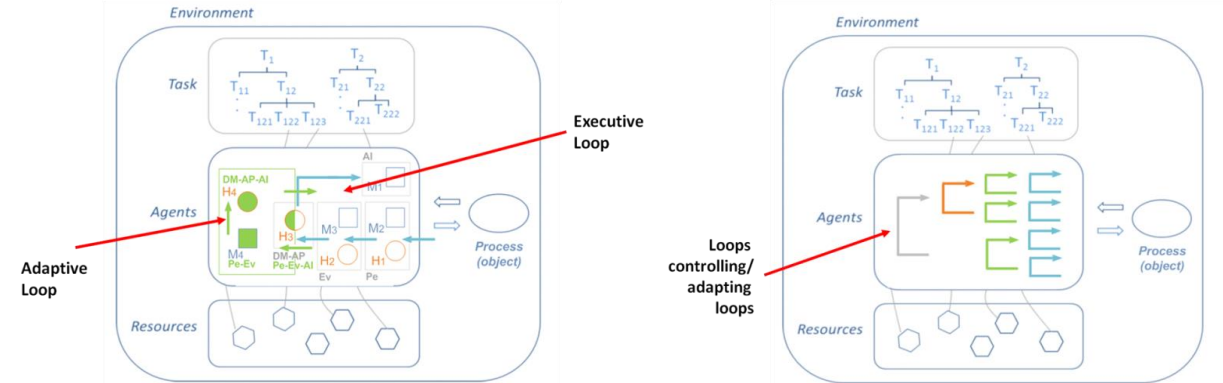 Environment
Task
T1
T2
T11
T12
T21
T22
T121 T122 T123
T221
T222
Executive
Loop
AI
DM-AP-AI
H4
M1
Agents
M3
M2
H3
M4
Pe-Ev
DM-AP
Pe-Ev-AI
H2
H1
Ev
Pe
Process
(object)
Adaptive
Loop
Resources
Environment
Task
T1
T2
T11
T12
T21
T22
T121 T122 T123
T221
T222
Agents
Process
(object)
Loops
controlling/
adapting
loops
Resources